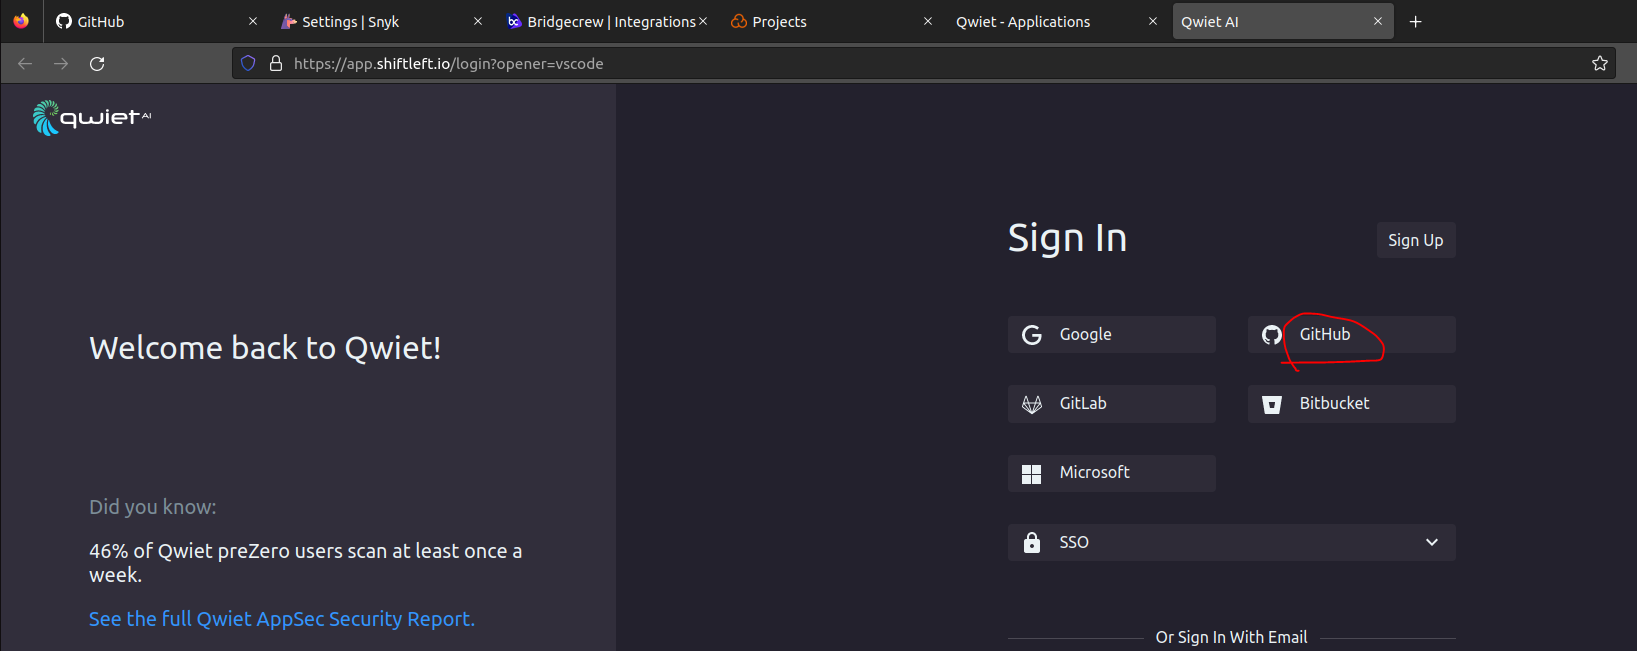 GitHub
Settings | Snyk
Bridgecrew | Integrations
Projects
Qwiet - Applications
Qwiet AI
https://app.shiftleft.io/login?opener=vscode
qwiet AI
Sign In
Sign Up
Google
GitHub
Welcome back to Qwiet!
GitLab
Bitbucket
Microsoft
Did you know:
46% of Qwiet preZero users scan at least once a
week.
SSO
See the full Qwiet AppSec Security Report.
Or Sign In With Email